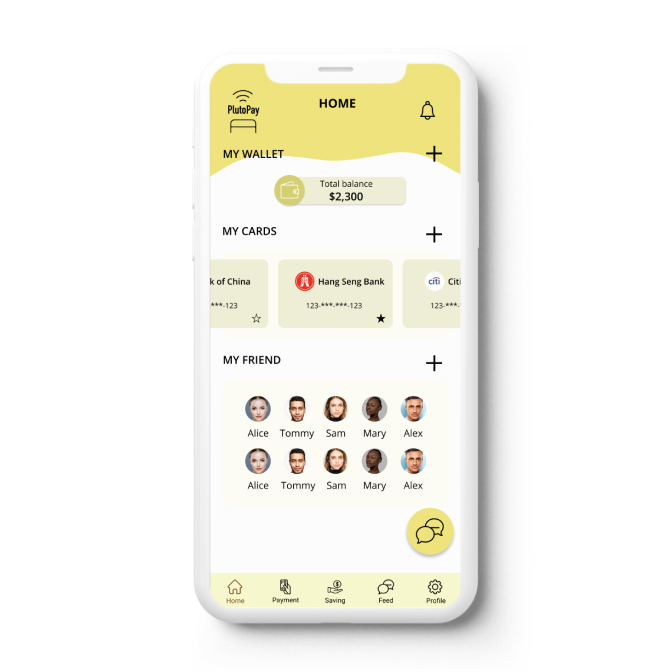 PlutoPay
HOME
MY WALLET
Total balance
$2,300
MY CARDS
k of China
***-123
☆
Hang Seng Bank
123-***-***-123
★
citi
Citi
123-***-
MY FRIEND
Alice
Tommy
Sam
Mary
Alex
Alice
Tommy
Sam
Mary
Alex
Home
Payment
Saving
Feed
Profile